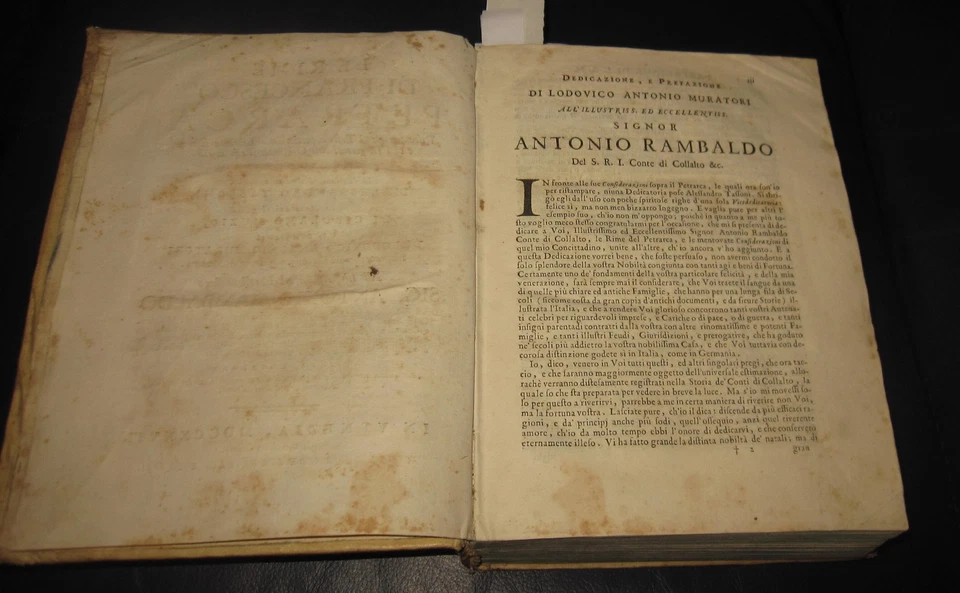 DEDICAZIONE, E PREFAZIONE
DI LODOVICO ANTONIO MURATORI
ALL'ILLUSTRISS. ED ECCELLENTISS.
SIGNOR
ANTONIO RAMBALDO
Del S. R. I. Conte di Collalto &c.
IN fronte alle sue Considerazioni sopra il Petrarca, le quali ora son'io
per ristampare, niuna Dedicatoria pose Alessandro Tassoni. Si sbri-
gò egli dall'uso con poche spiritose righe d'una sola
felice sì, ma non men bizzarro Ingegno. E vaglia pure per altri l'
esempio suo, ch'io non m'oppongo; poichè in quanto a me più to-
sto voglio meco stesso congratularmi per l'occasione, che mi si presenta di de-
dicare a Voi, Illustrissimo ed Eccellentissimo Signor Antonio Rambaldo
Conte di Collalto, le Rime del Petrarca, e le mentovate Considerazioni di
quel mio Concittadino, unite all'altre, ch'io ancora v'ho aggiunto. E a
questa Dedicazione vorrei bene, che foste persuaso, non avermi condotto il
solo splendore della vostra Nobiltà congiunta con tanti agi e beni di Fortuna.
Certamente uno de' fondamenti della vostra particolare felicità, e della mia
venerazione, sarà sempre mai il considerare, che Voi traete il sangue da una
di quelle più chiare ed antiche Famiglie, che hanno per una lunga fila di Se-
coli (siccome costa da gran copia d'antichi documenti, e da sicure Storie) il-
lustrata l'Italia, e che a rendere Voi glorioso concorrono tanti vostri Antena-
ti celebri per riguardevoli imprese, e Cariche o di pace, o di guerra, e tanti
insigni parentadi contratti dalla vostra con altre rinomatissime e potenti Fa-
miglie, e tanti illustri Feudi, Giurisdizioni, e prerogative, che ha goduto
ne' secoli più addietro la vostra nobilissima Casa, e che Voi tuttavia con de-
corosa distinzione godete sì in Italia, come in Germania.
Io, dico, venero in Voi tutti questi, ed altri singolari pregj, che ora tac-
cio, e che saranno maggiormente oggetto dell'universale estimazione, allo-
rachè verranno distesamente registrati nella Storia de' Conti di Collalto, la
quale so che sta preparata per vedere in breve la luce. Ma s'io mi movessi so-
lo per questo a riverirvi, parrebbe a me in certa maniera di riverire non Voi,
ma la fortuna vostra. Lasciate pure, ch'io il dica: discende da più efficaci ra-
gioni, e da' principj anche più sodi, quell'ossequio, anzi quel riverente
amore, ch'io da molto tempo ebbi l'onore di dedicarvi, e che conserverò
eternamente illeso. Vi ha fatto grande la distinta nobiltà de' natali; ma di
† 2 gran